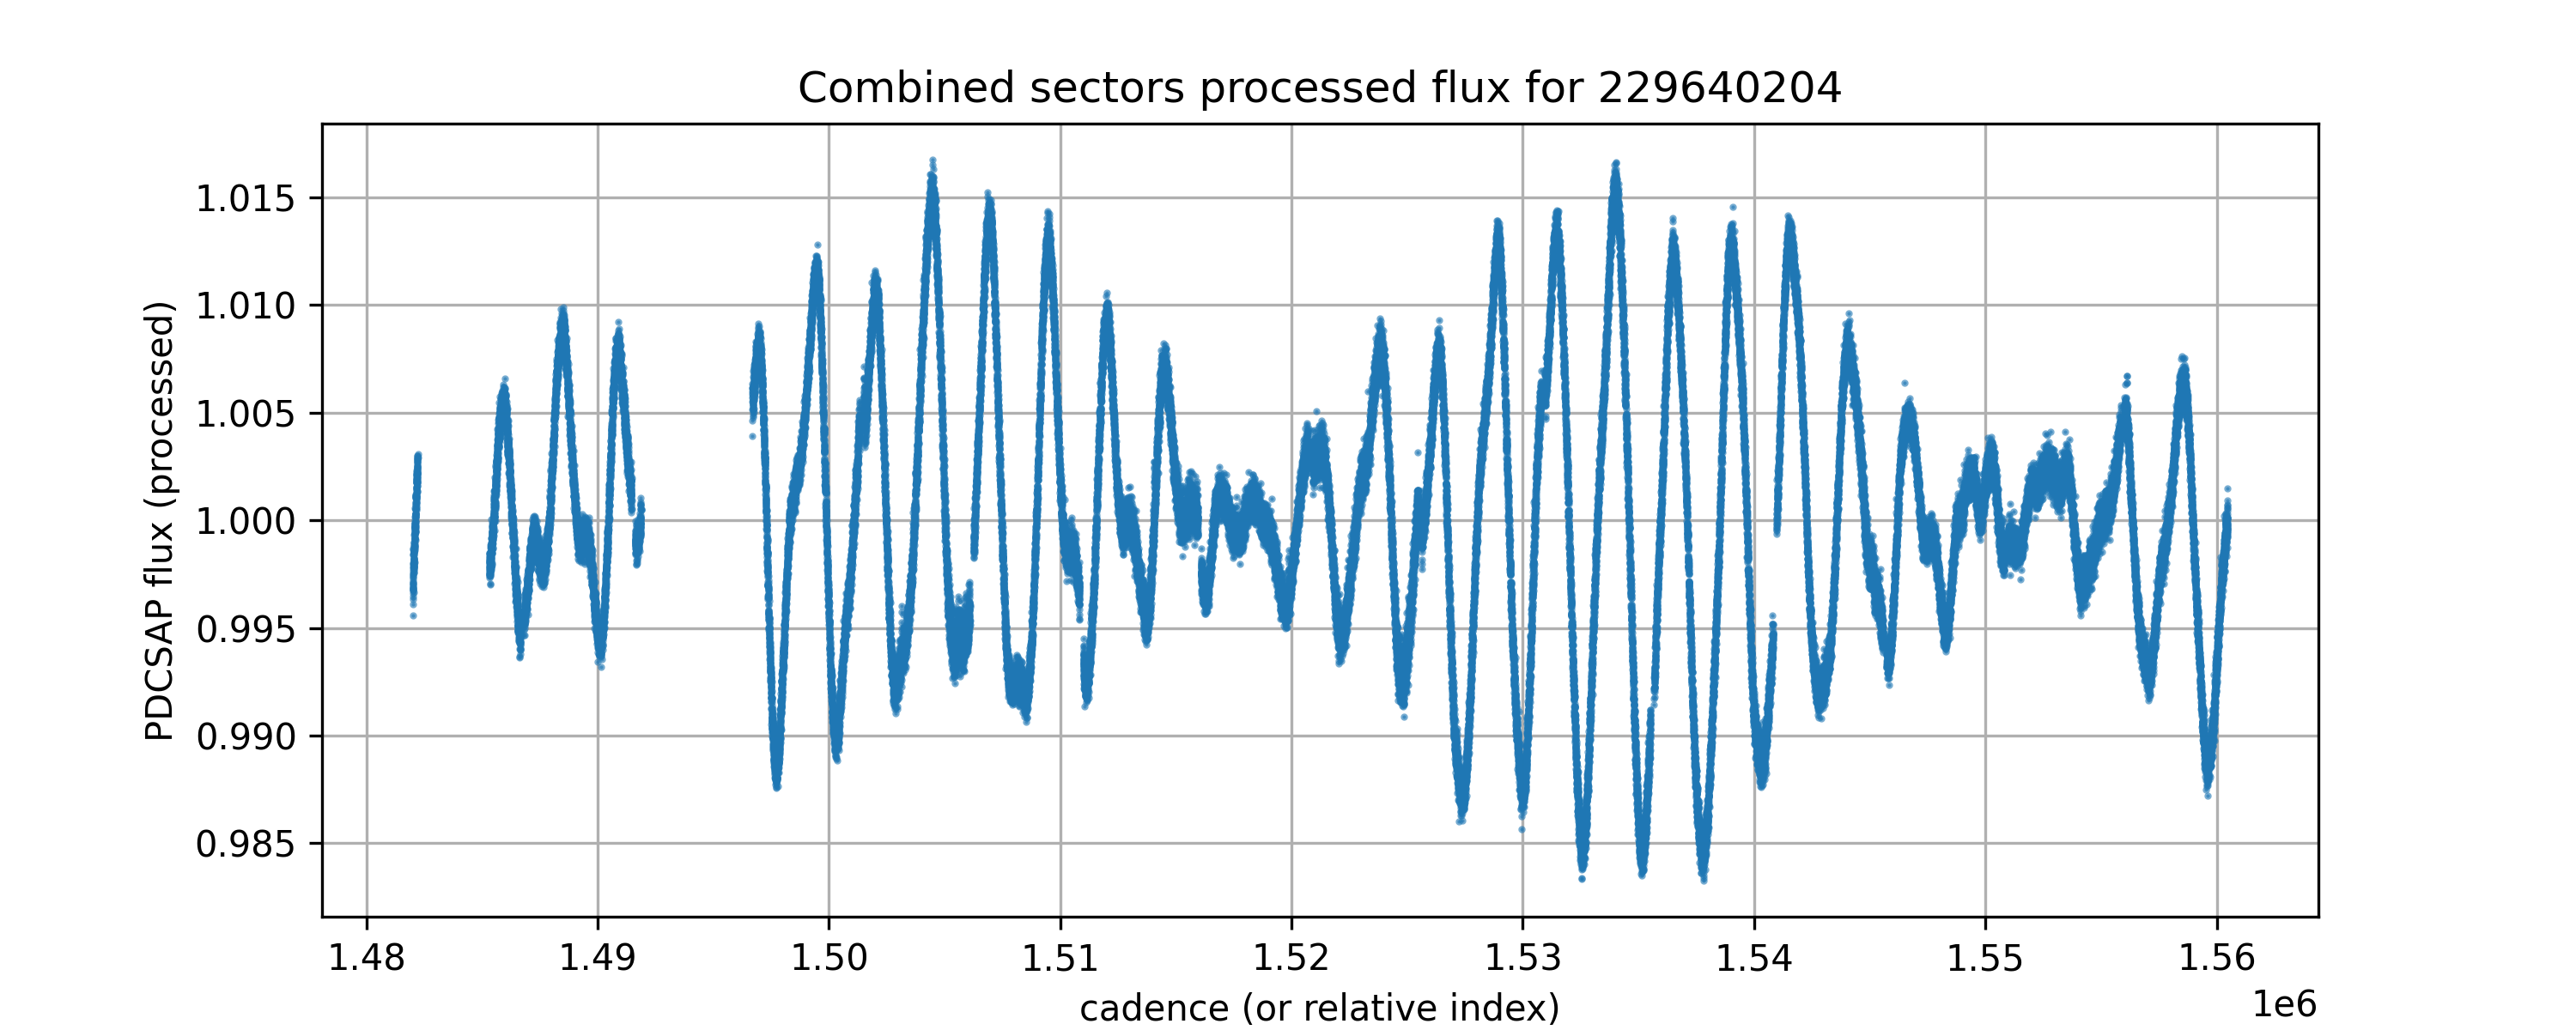 Combined sectors processed flux for 229640204
PDCSAP flux (processed)
1.015
1.010
1.005
1.000
0.995
0.990
0.985
1.48 1.49 1.50 1.51 1.52 1.53 1.54 1.55 1.56
1e6
cadence (or relative index)